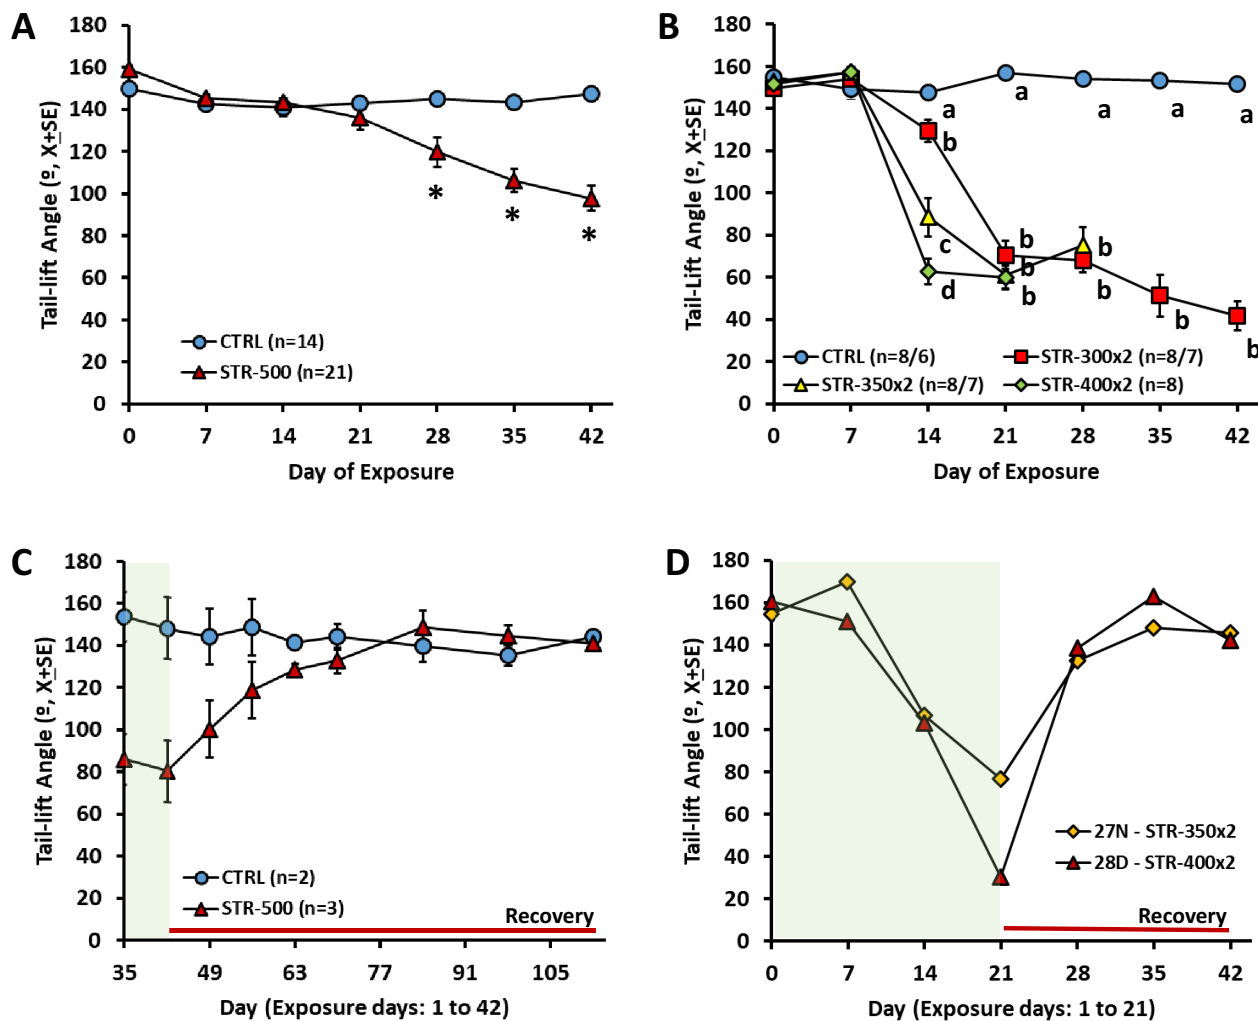 A
Tail-lift Angle (º, X±SE)
180
160
140
120
100
80
60
40
20
0
*
*
*
CTRL (n=14)
STR-500 (n=21)
0 7 14 21 28 35 42
Day of Exposure
B
Tail-Lift Angle (º, X±SE)
180
160
140
120
100
80
60
40
20
0
a a a a a
b
c
d
b
b
b
b
b
b
b
CTRL (n=8/6) STR-300x2 (n=8/7)
STR-350x2 (n=8/7) STR-400x2 (n=8)
0 7 14 21 28 35 42
Day of Exposure
C
Tail-lift Angle (º, X±SE)
180
160
140
120
100
80
60
40
20
0
CTRL (n=2)
STR-500 (n=3)
Recovery
35 49 63 77 91 105
Day (Exposure days: 1 to 42)
D
Tail-lift Angle (º, X±SE)
180
160
140
120
100
80
60
40
20
0
27N - STR-350x2
28D - STR-400x2
Recovery
0 7 14 21 28 35 42
Day (Exposure days: 1 to 21)